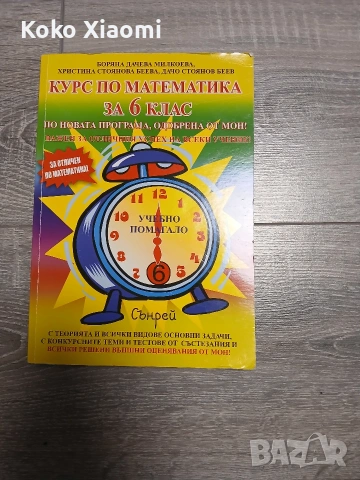 Koko Xiaomi
БОРЯНА ДАЧЕВА МИЛКОЕВА,
ХРИСТИНА СТОЯНОВА БЕЕВА, ДАЧО СТОЯНОВ БЕЕВ
КУРС ПО МАТЕМАТИКА
ЗА 6 КЛАС
ПО НОВАТА ПРОГРАМА, ОДОБРЕНА ОТ МОН!
ЗА ОТЛИЧЕН
ПО МАТЕМАТИКА!
УЧЕБНО
ПОМАГАЛО
6
Сънрей
С ТЕОРИЯТА И ВСИЧКИ ВИДОВЕ ОСНОВНИ ЗАДАЧИ,
С КОНКУРСНИТЕ ТЕМИ И ТЕСТОВЕ ОТ СЪСТЕЗАНИЯ И
ВСИЧКИ РЕШЕНИ ВЪНШНИ ОЦЕНЯВАНИЯ ОТ МОН!
BAZAR